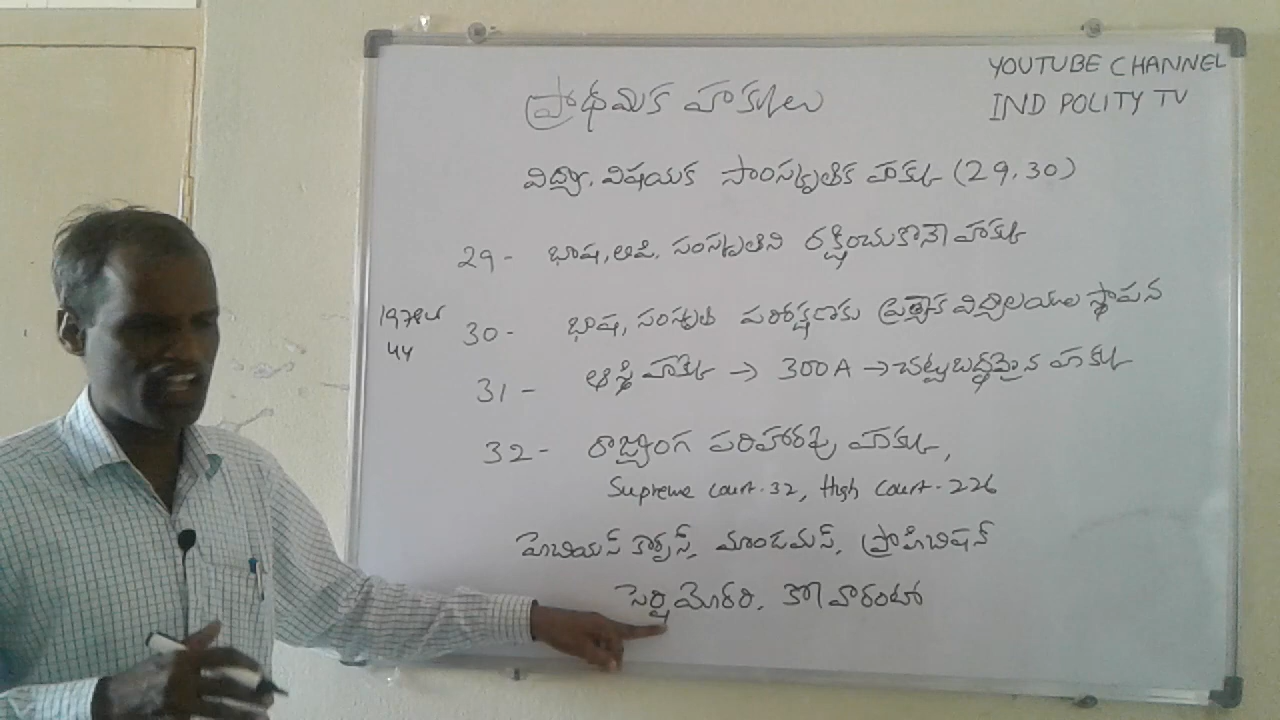 YOUTUBE CHANNEL
IND POLITY TV
ప్రాథమిక హక్కులు
విద్యా, విషయక సాంస్కృతిక హక్కు (29,30)
29 - భాష, లిపి, సంస్కృతిని రక్షించుకొనే హక్కు
30 - భాష, సంస్కృతి పరిరక్షణకు ప్రత్యేక విద్యాలయాల స్థాపన
1978లో
44
31 - ఆస్థి హక్కు → 300A → చట్టబద్ధమైన హక్కు
32 - రాజ్యాంగ పరిహారపు హక్కు,
Supreme court-32, High court-226
హెబియస్ కార్పస్, మాండమస్, ప్రొహిబిషన్
సెర్షియోరరి, కో వారంటో